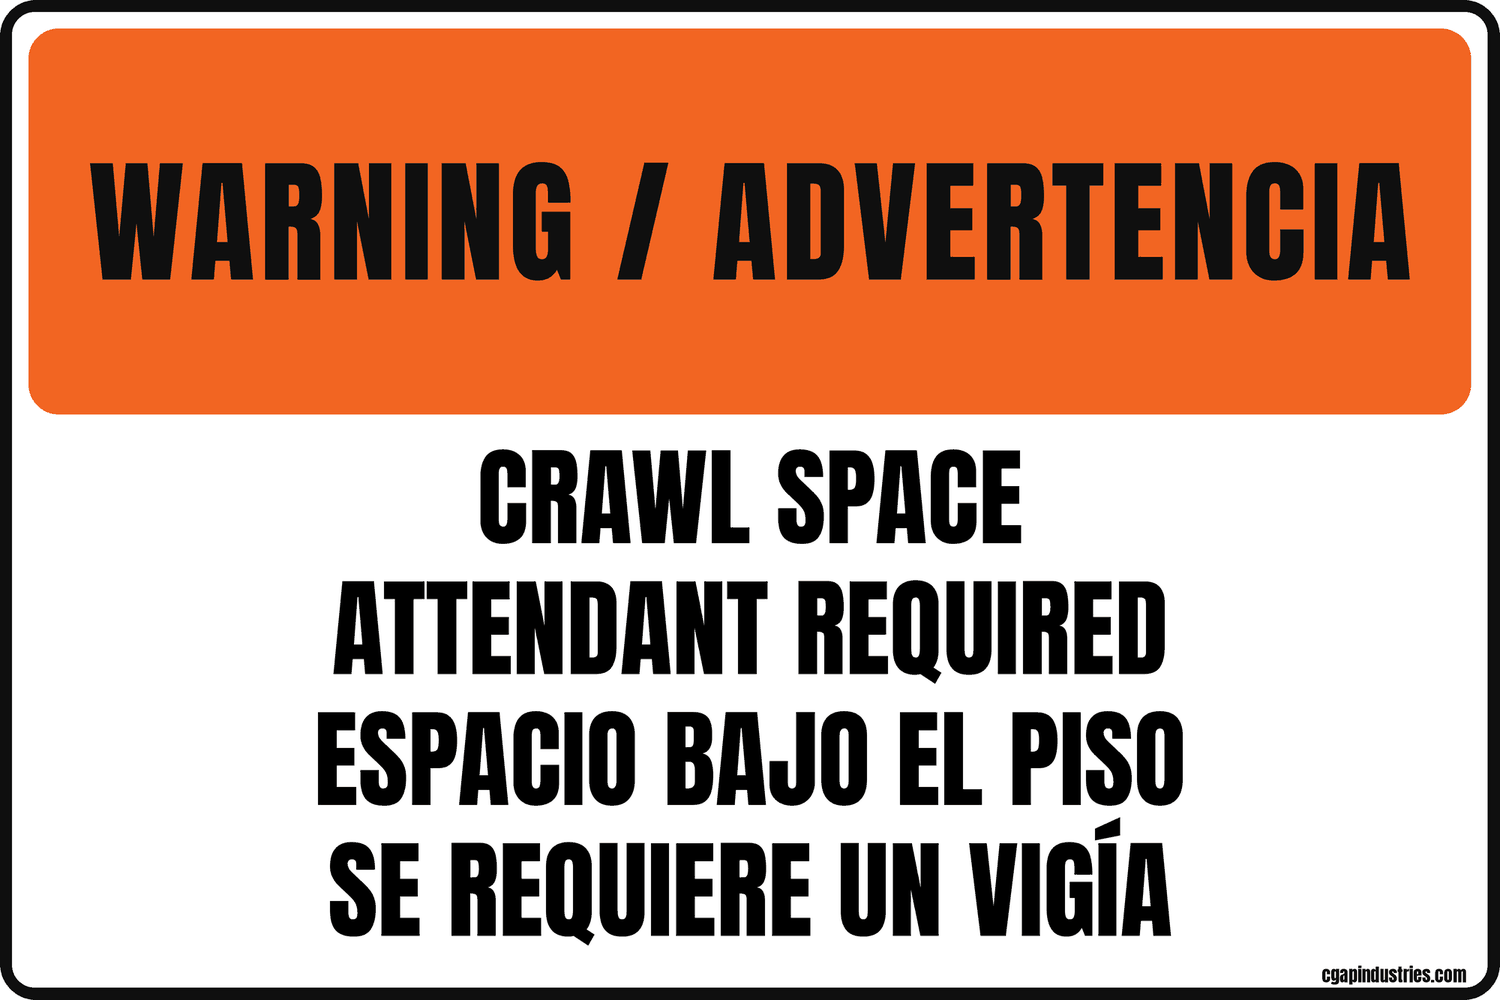 WARNING / ADVERTENCIA
CRAWL SPACE
ATTENDANT REQUIRED
ESPACIO BAJO EL PISO
SE REQUIERE UN VIGÍA
cgapindustries.com